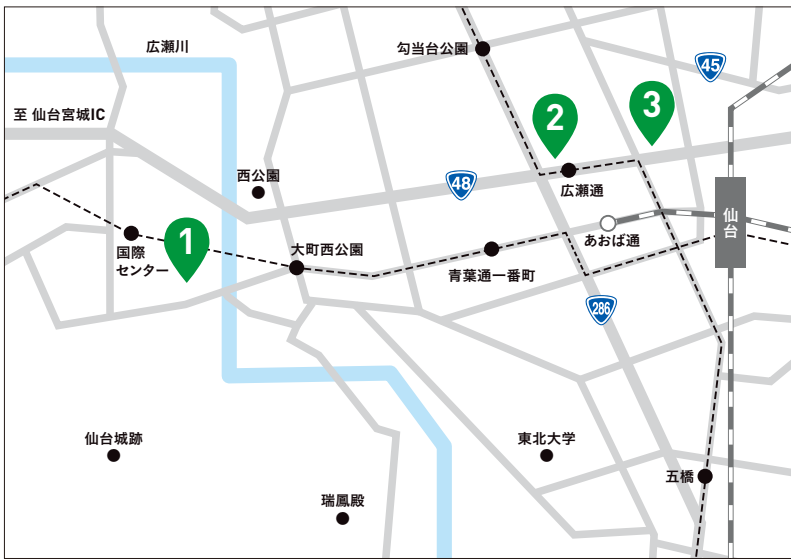 広瀬川
勾当台公園
45
至 仙台宮城IC
2
3
西公園
48
広瀬通
仙台
1
国際
センター
大町西公園
あおば通
青葉通一番町
286
仙台城跡
東北大学
五橋
瑞鳳殿